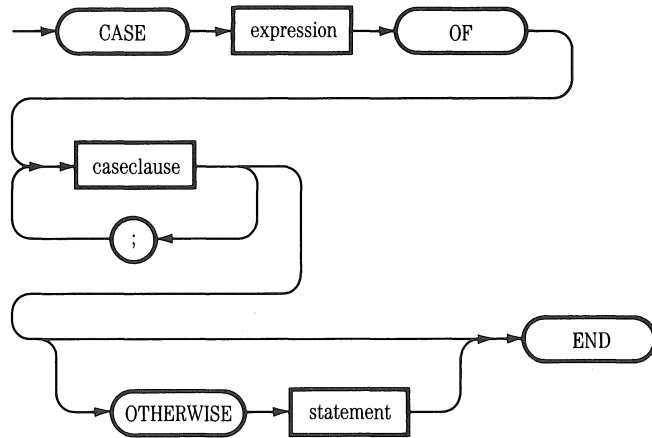 CASE expression OF
caseclause
;
END
OTHERWISE statement